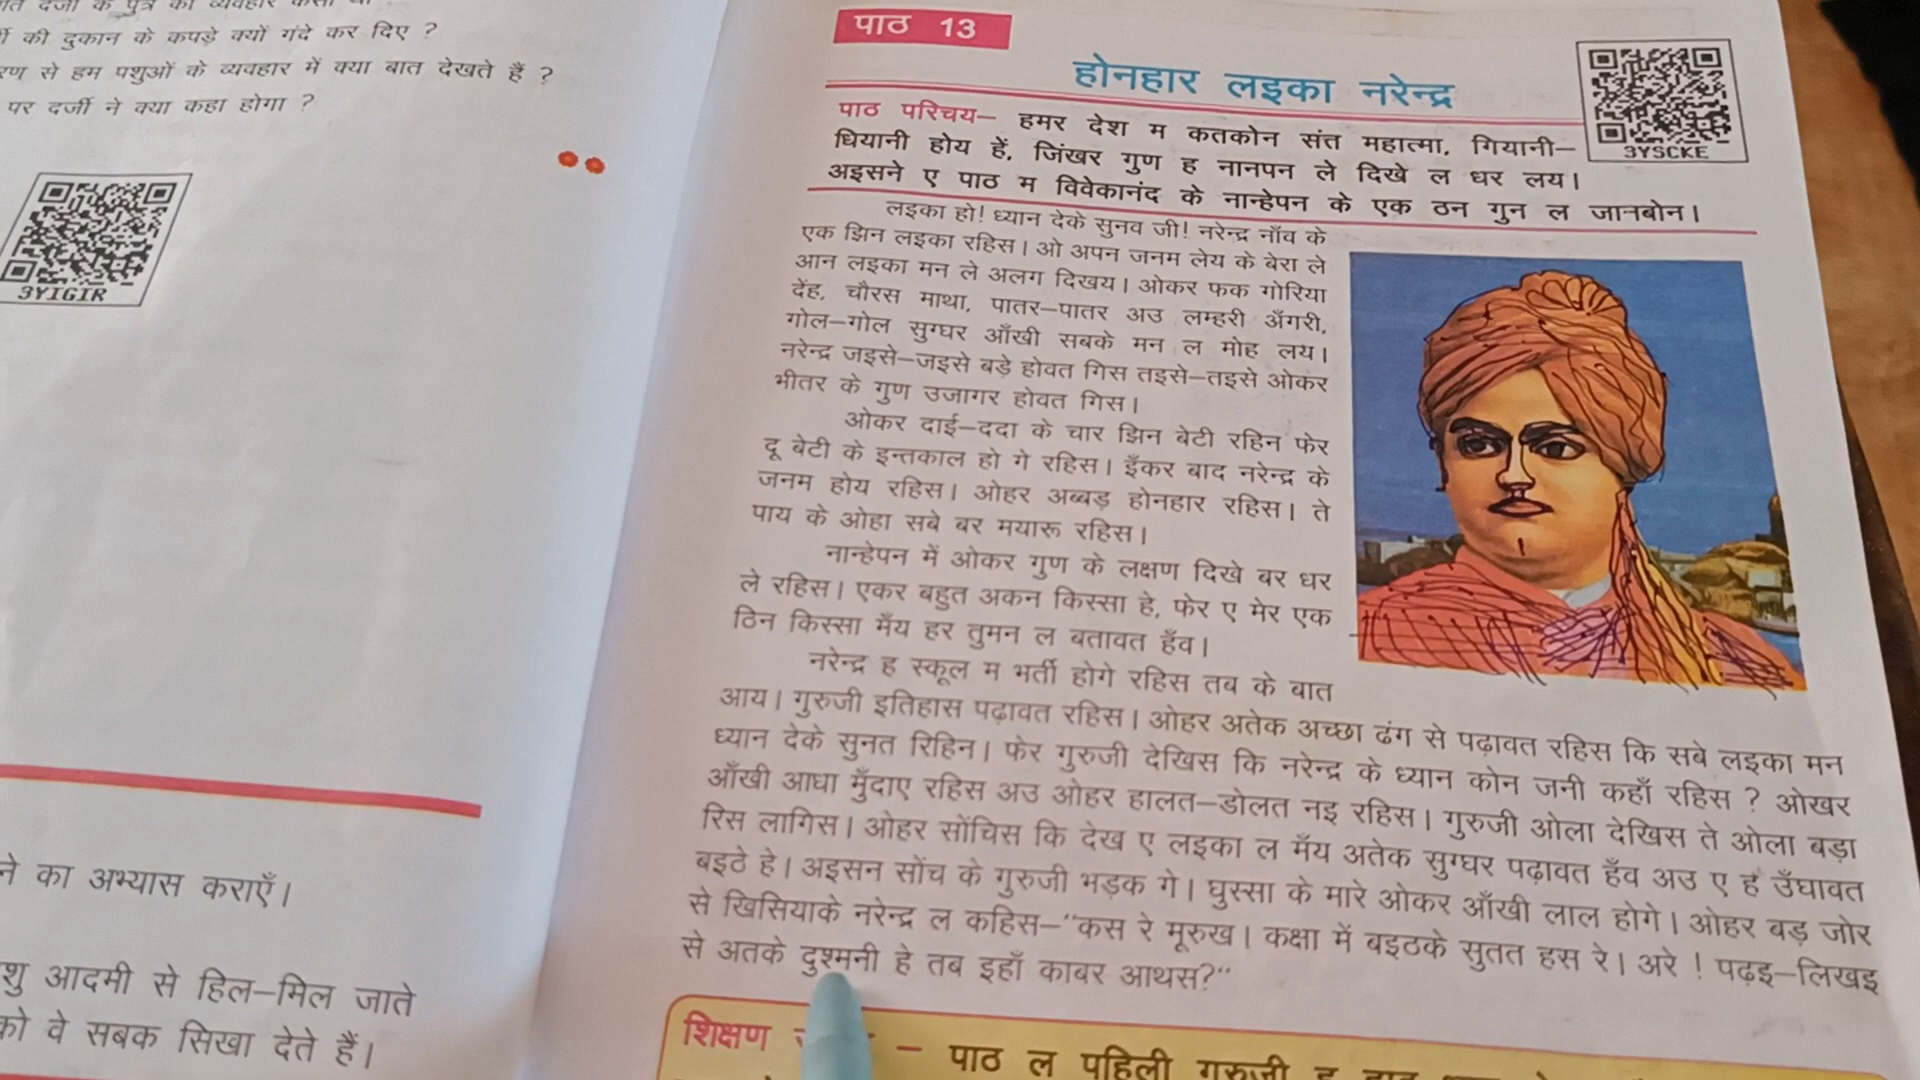 की दुकान के कपड़े क्यों गंदे कर दिए ?
से हम पशुओं के व्यवहार में क्या बात देखते हैं ?
पर दर्जी ने क्या कहा होगा ?
3YIGIR
ने का अभ्यास कराएँ।
आदमी से हिल–मिल जाते
को वे सबक सिखा देते हैं।
पाठ 13
होनहार लइका नरेन्द्र
3YSCKE
पाठ परिचय– हमर देश म कतकोन संत महात्मा, गियानी–
धियानी होय हें, जिंखर गुण ह नानपन ले दिखे ल धर लय।
अइसने ए पाठ म विवेकानंद के नान्हेपन के एक ठन गुन ल जानबोन।
लइका हो! ध्यान देके सुनव जी! नरेन्द्र नाँव के
एक झिन लइका रहिस। ओ अपन जनम लेय के बेरा ले
आन लइका मन ले अलग दिखय। ओकर फक गोरिया
देंह, चौरस माथा, पातर–पातर अउ लम्हरी अँगरी,
गोल–गोल सुग्घर आँखी सबके मन ल मोह लय।
नरेन्द्र जइसे–जइसे बड़े होवत गिस तइसे–तइसे ओकर
भीतर के गुण उजागर होवत गिस।
ओकर दाई–ददा के चार झिन बेटी रहिन फेर
दू बेटी के इन्तकाल हो गे रहिस। इँकर बाद नरेन्द्र के
जनम होय रहिस। ओहर अब्बड़ होनहार रहिस। ते
पाय के ओहा सबे बर मयारू रहिस।
नान्हेपन में ओकर गुण के लक्षण दिखे बर धर
ले रहिस। एकर बहुत अकन किस्सा हे, फेर ए मेर एक
ठिन किस्सा मँय हर तुमन ल बतावत हँव।
नरेन्द्र ह स्कूल म भर्ती होगे रहिस तब के बात
आय। गुरुजी इतिहास पढ़ावत रहिस। ओहर अतेक अच्छा ढंग से पढ़ावत रहिस कि सबे लइका मन
ध्यान देके सुनत रिहिन। फेर गुरुजी देखिस कि नरेन्द्र के ध्यान कोन जनी कहाँ रहिस ? ओखर
आँखी आधा मुँदाए रहिस अउ ओहर हालत–डोलत नइ रहिस। गुरुजी ओला देखिस ते ओला बड़ा
रिस लागिस। ओहर सोंचिस कि देख ए लइका ल मँय अतेक सुग्घर पढ़ावत हँव अउ ए ह उँघावत
बइठे हे। अइसन सोंच के गुरुजी भड़क गे। घुस्सा के मारे ओकर आँखी लाल होगे। ओहर बड़ जोर
से खिसियाके नरेन्द्र ल कहिस–"कस रे मूरुख। कक्षा में बइठके सुतत हस रे। अरे ! पढ़इ–लिखइ
से अतके दुश्मनी हे तब इहाँ काबर आथस?"
शिक्षण – पाठ ल पहिली गुरुजी ह